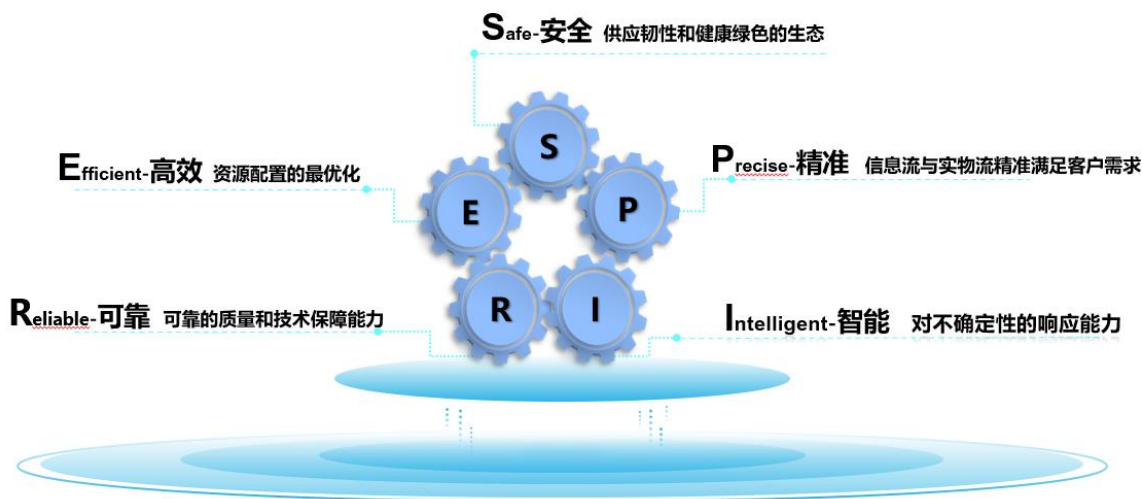 Safe-安全 供应韧性和健康绿色的生态
S
Efficient-高效 资源配置的最优化
Precise-精准 信息流与实物流精准满足客户需求
E
P
Reliable-可靠 可靠的质量和技术保障能力
R
I
Intelligent-智能 对不确定性的响应能力